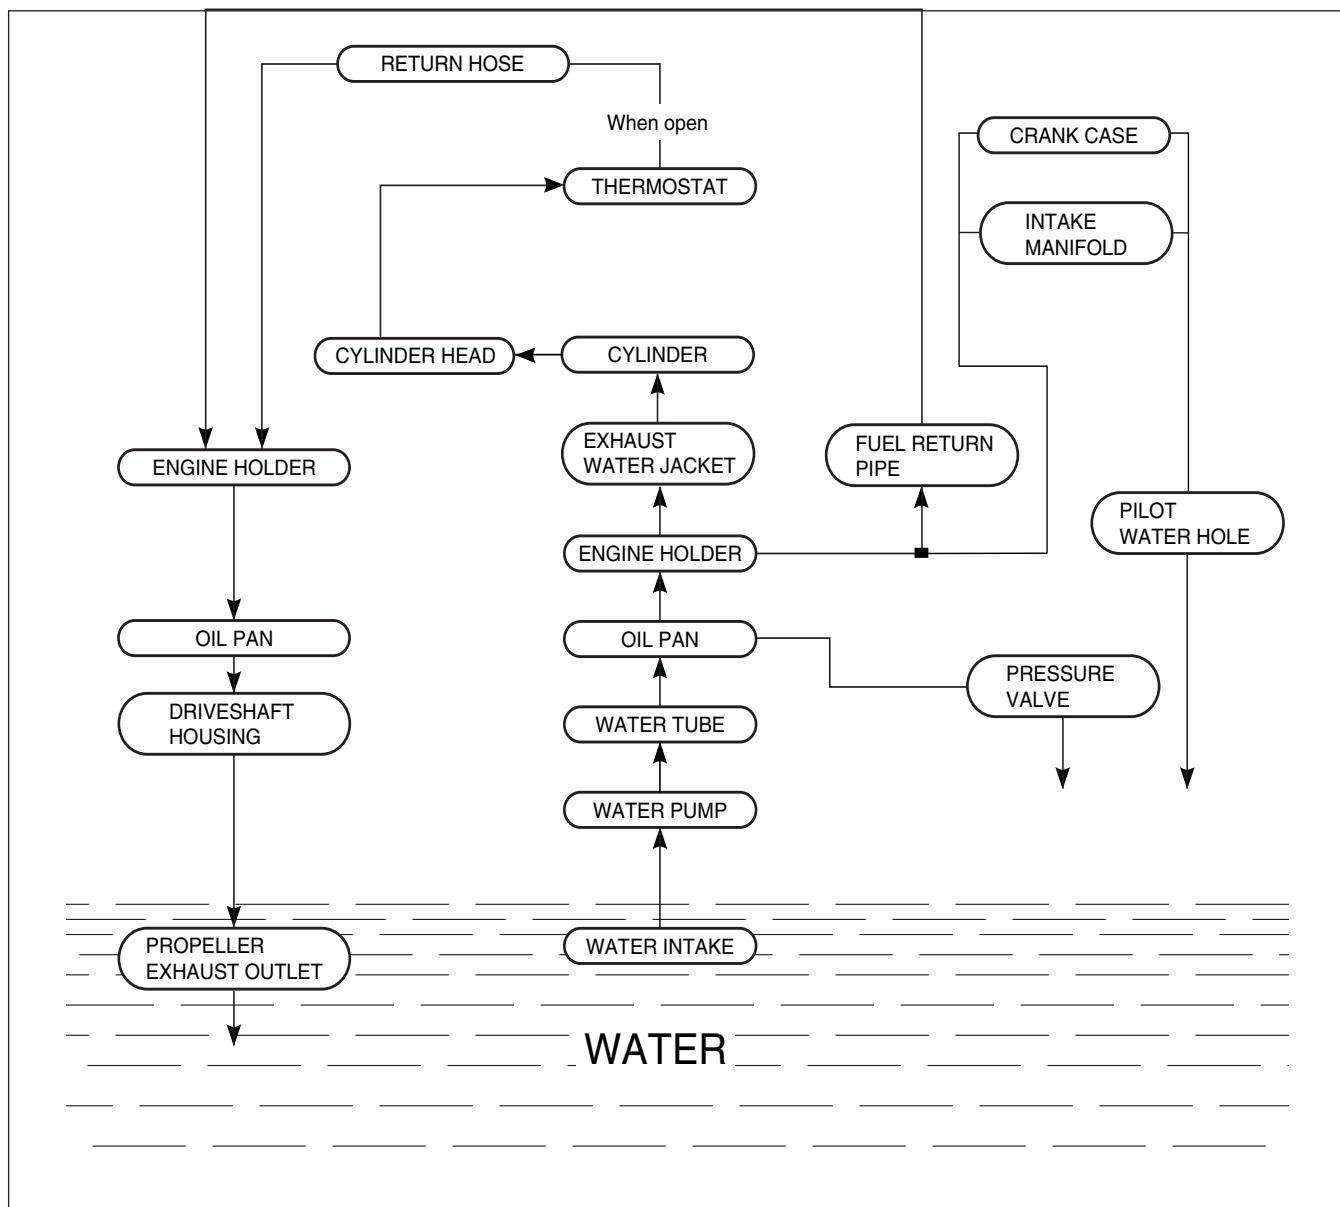 RETURN HOSE
When open
CRANK CASE
THERMOSTAT
INTAKE
MANIFOLD
CYLINDER HEAD
CYLINDER
EXHAUST
WATER JACKET
FUEL RETURN
PIPE
ENGINE HOLDER
PILOT
WATER HOLE
ENGINE HOLDER
OIL PAN
OIL PAN
PRESSURE
VALVE
DRIVESHAFT
HOUSING
WATER TUBE
WATER PUMP
PROPELLER
EXHAUST OUTLET
WATER INTAKE
WATER